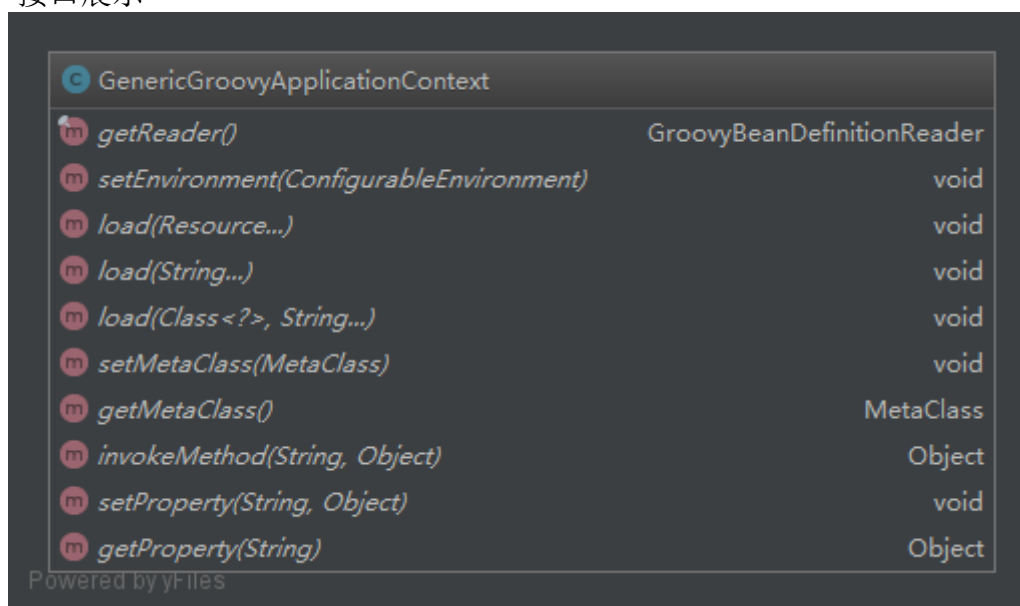 接口展示
GenericGroovyApplicationContext
getReader() GroovyBeanDefinitionReader
setEnvironment(ConfigurableEnvironment) void
load(Resource...) void
load(String...) void
load(Class<?>, String...) void
setMetaClass(MetaClass) void
getMetaClass() MetaClass
invokeMethod(String, Object) Object
setProperty(String, Object) void
getProperty(String) Object
Powered by yFiles